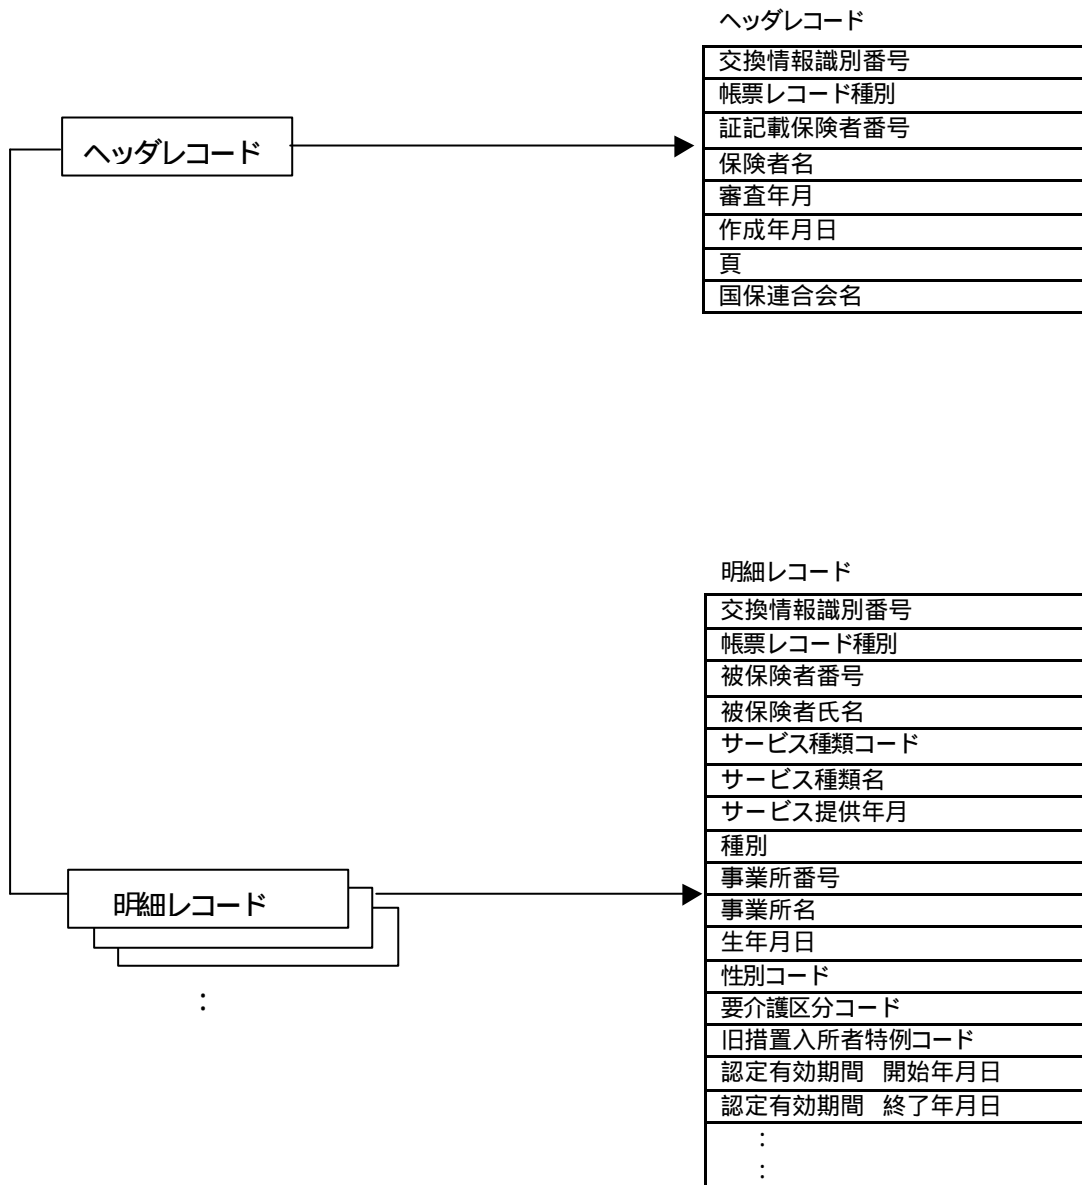 ヘッダレコード
交換情報識別番号
帳票レコード種別
証記載保険者番号
保険者名
審査年月
作成年月日
頁
国保連合会名
ヘッダレコード
明細レコード
交換情報識別番号
帳票レコード種別
被保険者番号
被保険者氏名
サービス種類コード
サービス種類名
サービス提供年月
種別
事業所番号
事業所名
生年月日
性別コード
要介護区分コード
旧措置入所者特例コード
認定有効期間 開始年月日
認定有効期間 終了年月日
：
：
明細レコード
：